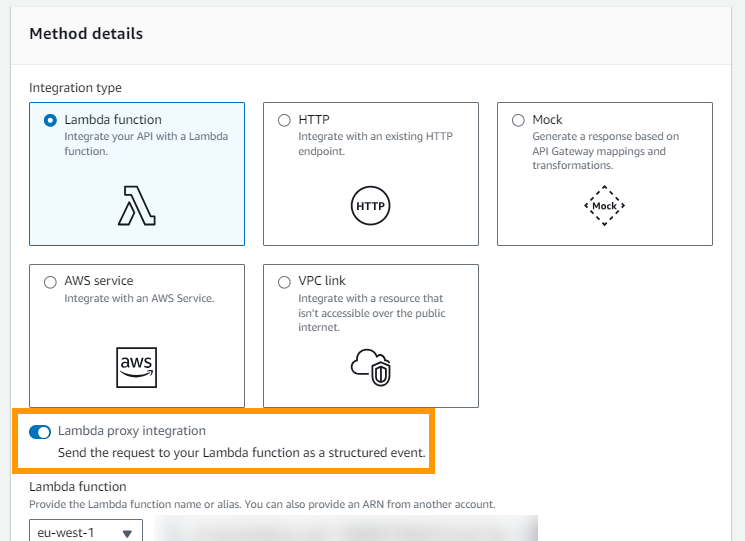 Method details
Integration type
Lambda function
Integrate your API with a Lambda
function.
HTTP
Integrate with an existing HTTP
endpoint.
HTTP
Mock
Generate a response based on
API Gateway mappings and
transformations.
Mock
AWS service
Integrate with an AWS Service.
aws
VPC link
Integrate with a resource that
isn't accessible over the public
internet.
Lambda proxy integration
Send the request to your Lambda function as a structured event.
Lambda function
Provide the Lambda function name or alias. You can also provide an ARN from another account.
eu-west-1